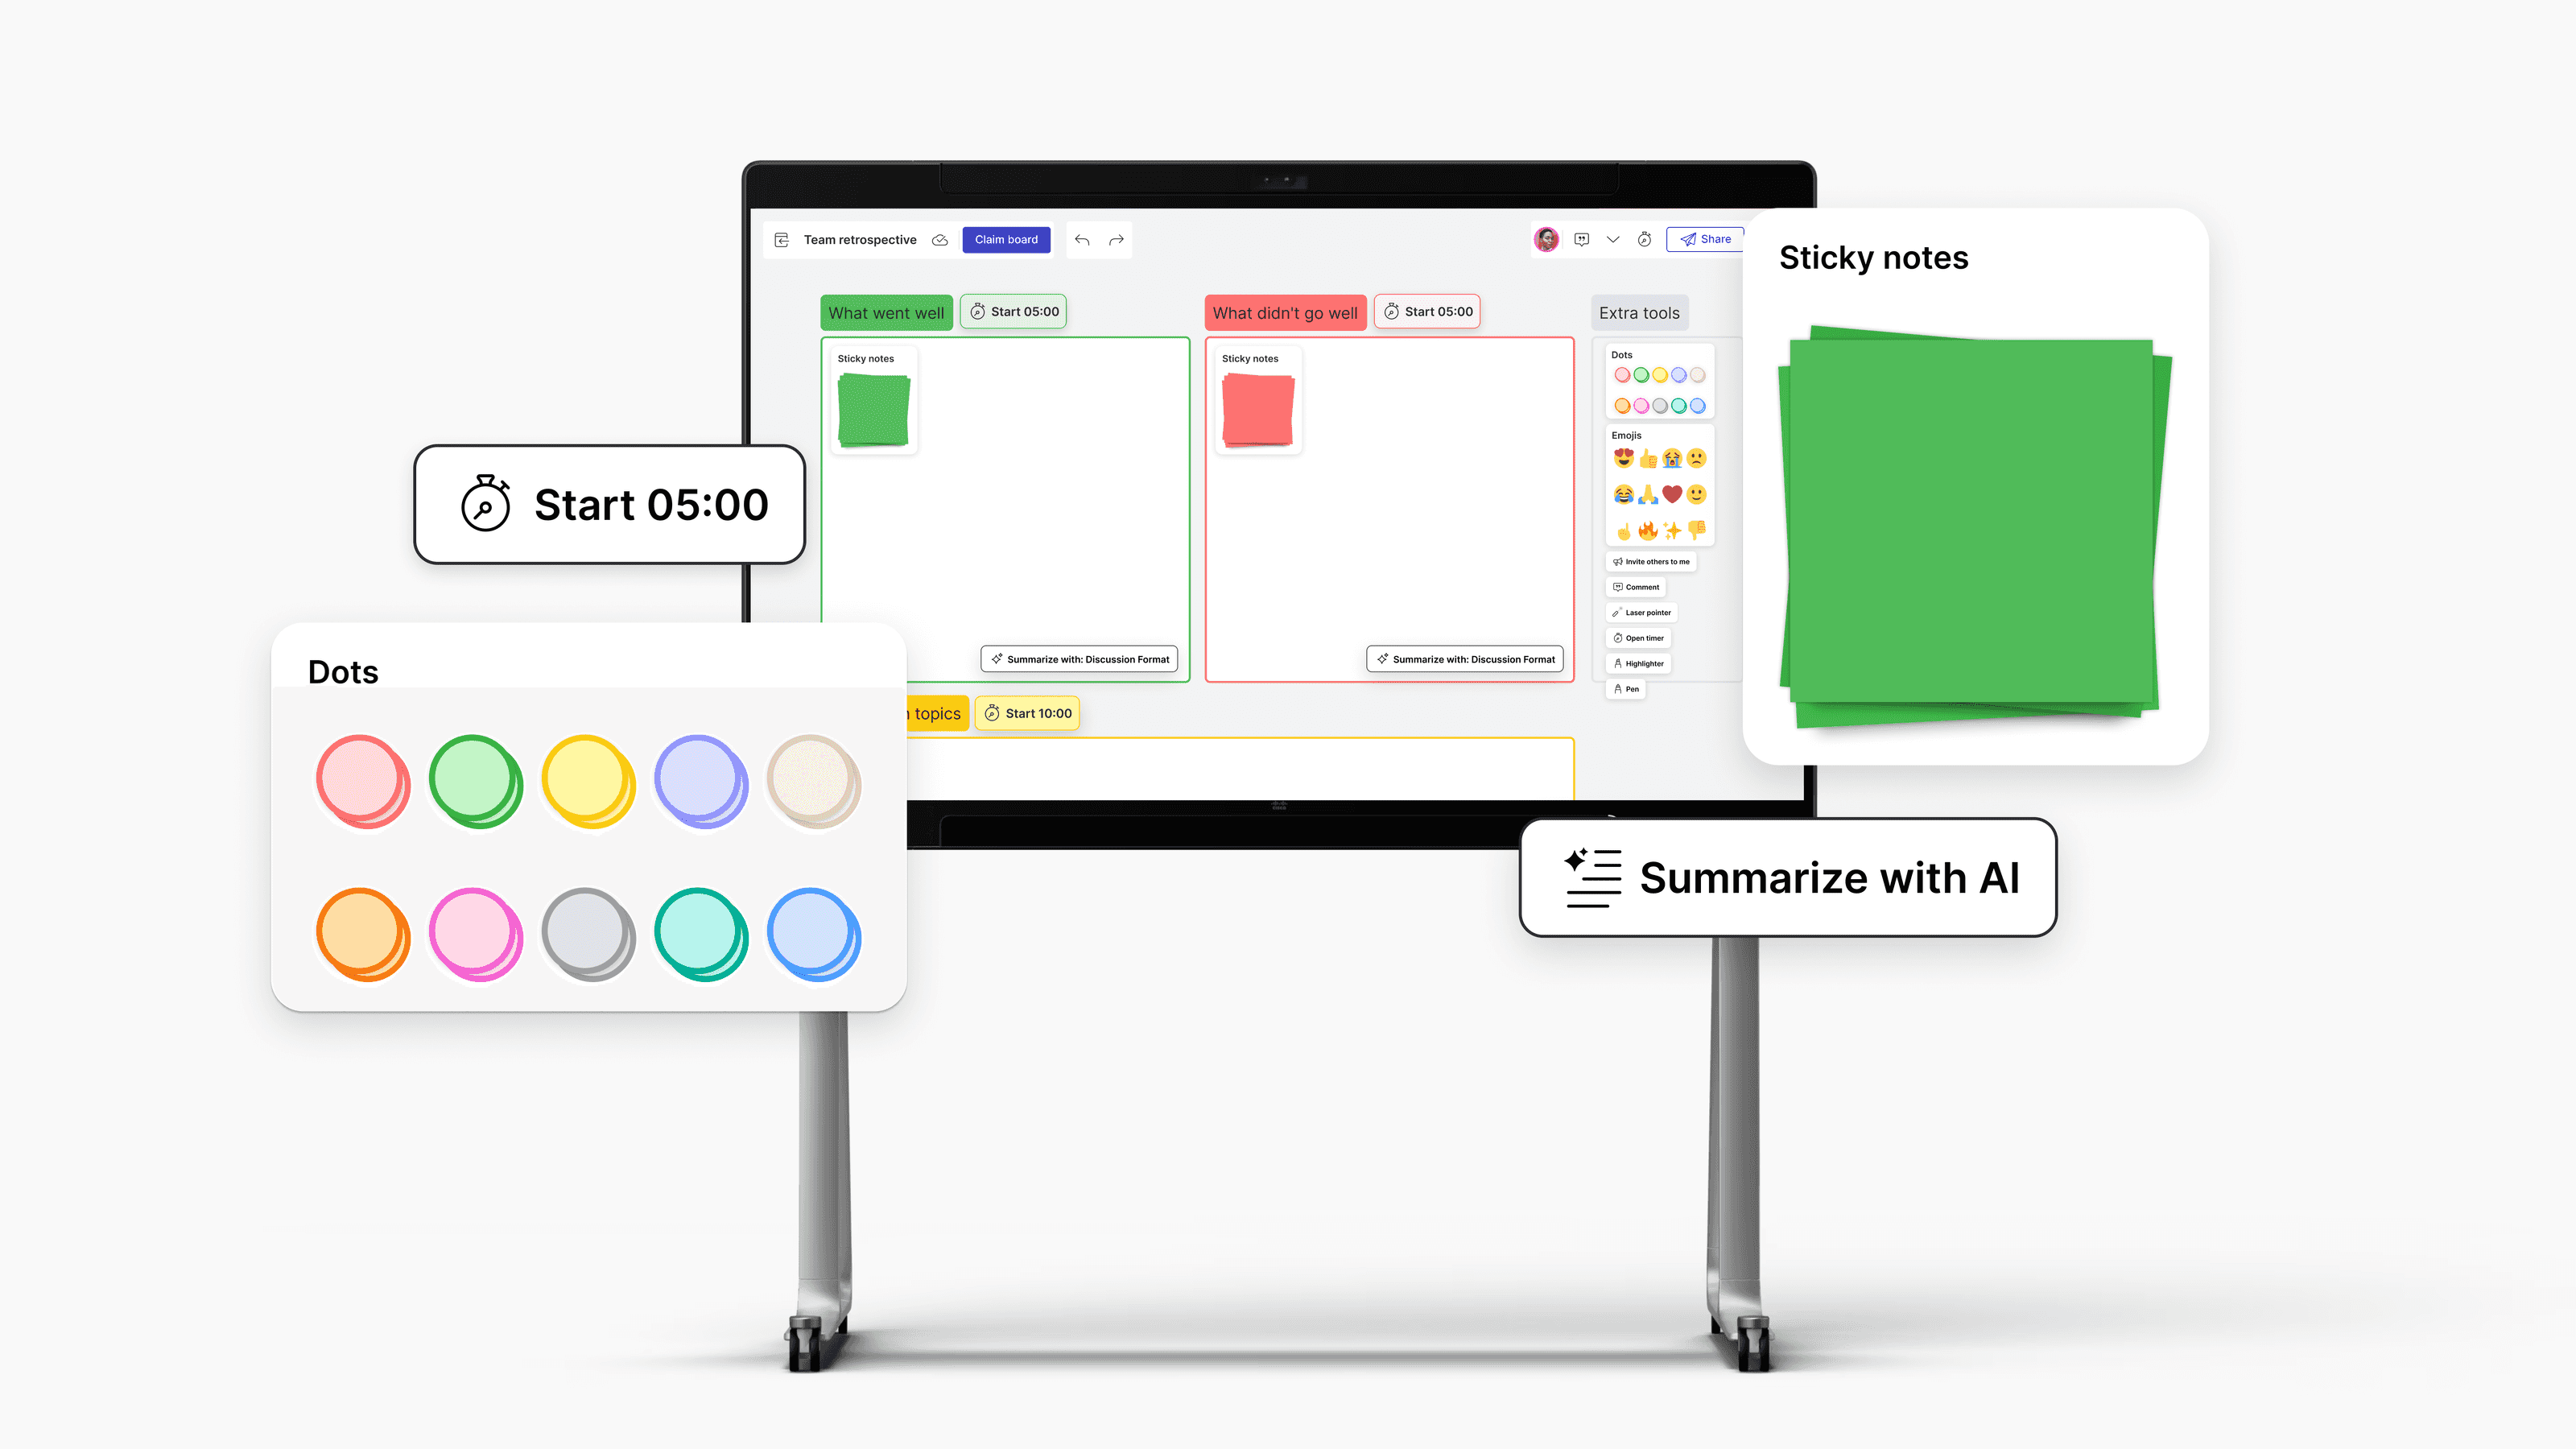 Team retrospective
Claim board
Share
Sticky notes
What went well
Start 05:00
What didn't go well
Start 05:00
Extra tools
Sticky notes
Sticky notes
Dots
Emojis
Start 05:00
Invite others to me
Comment
Laser pointer
Open timer
Highlighter
Pen
Summarize with: Discussion Format
Summarize with: Discussion Format
Dots
topics
Start 10:00
Summarize with AI